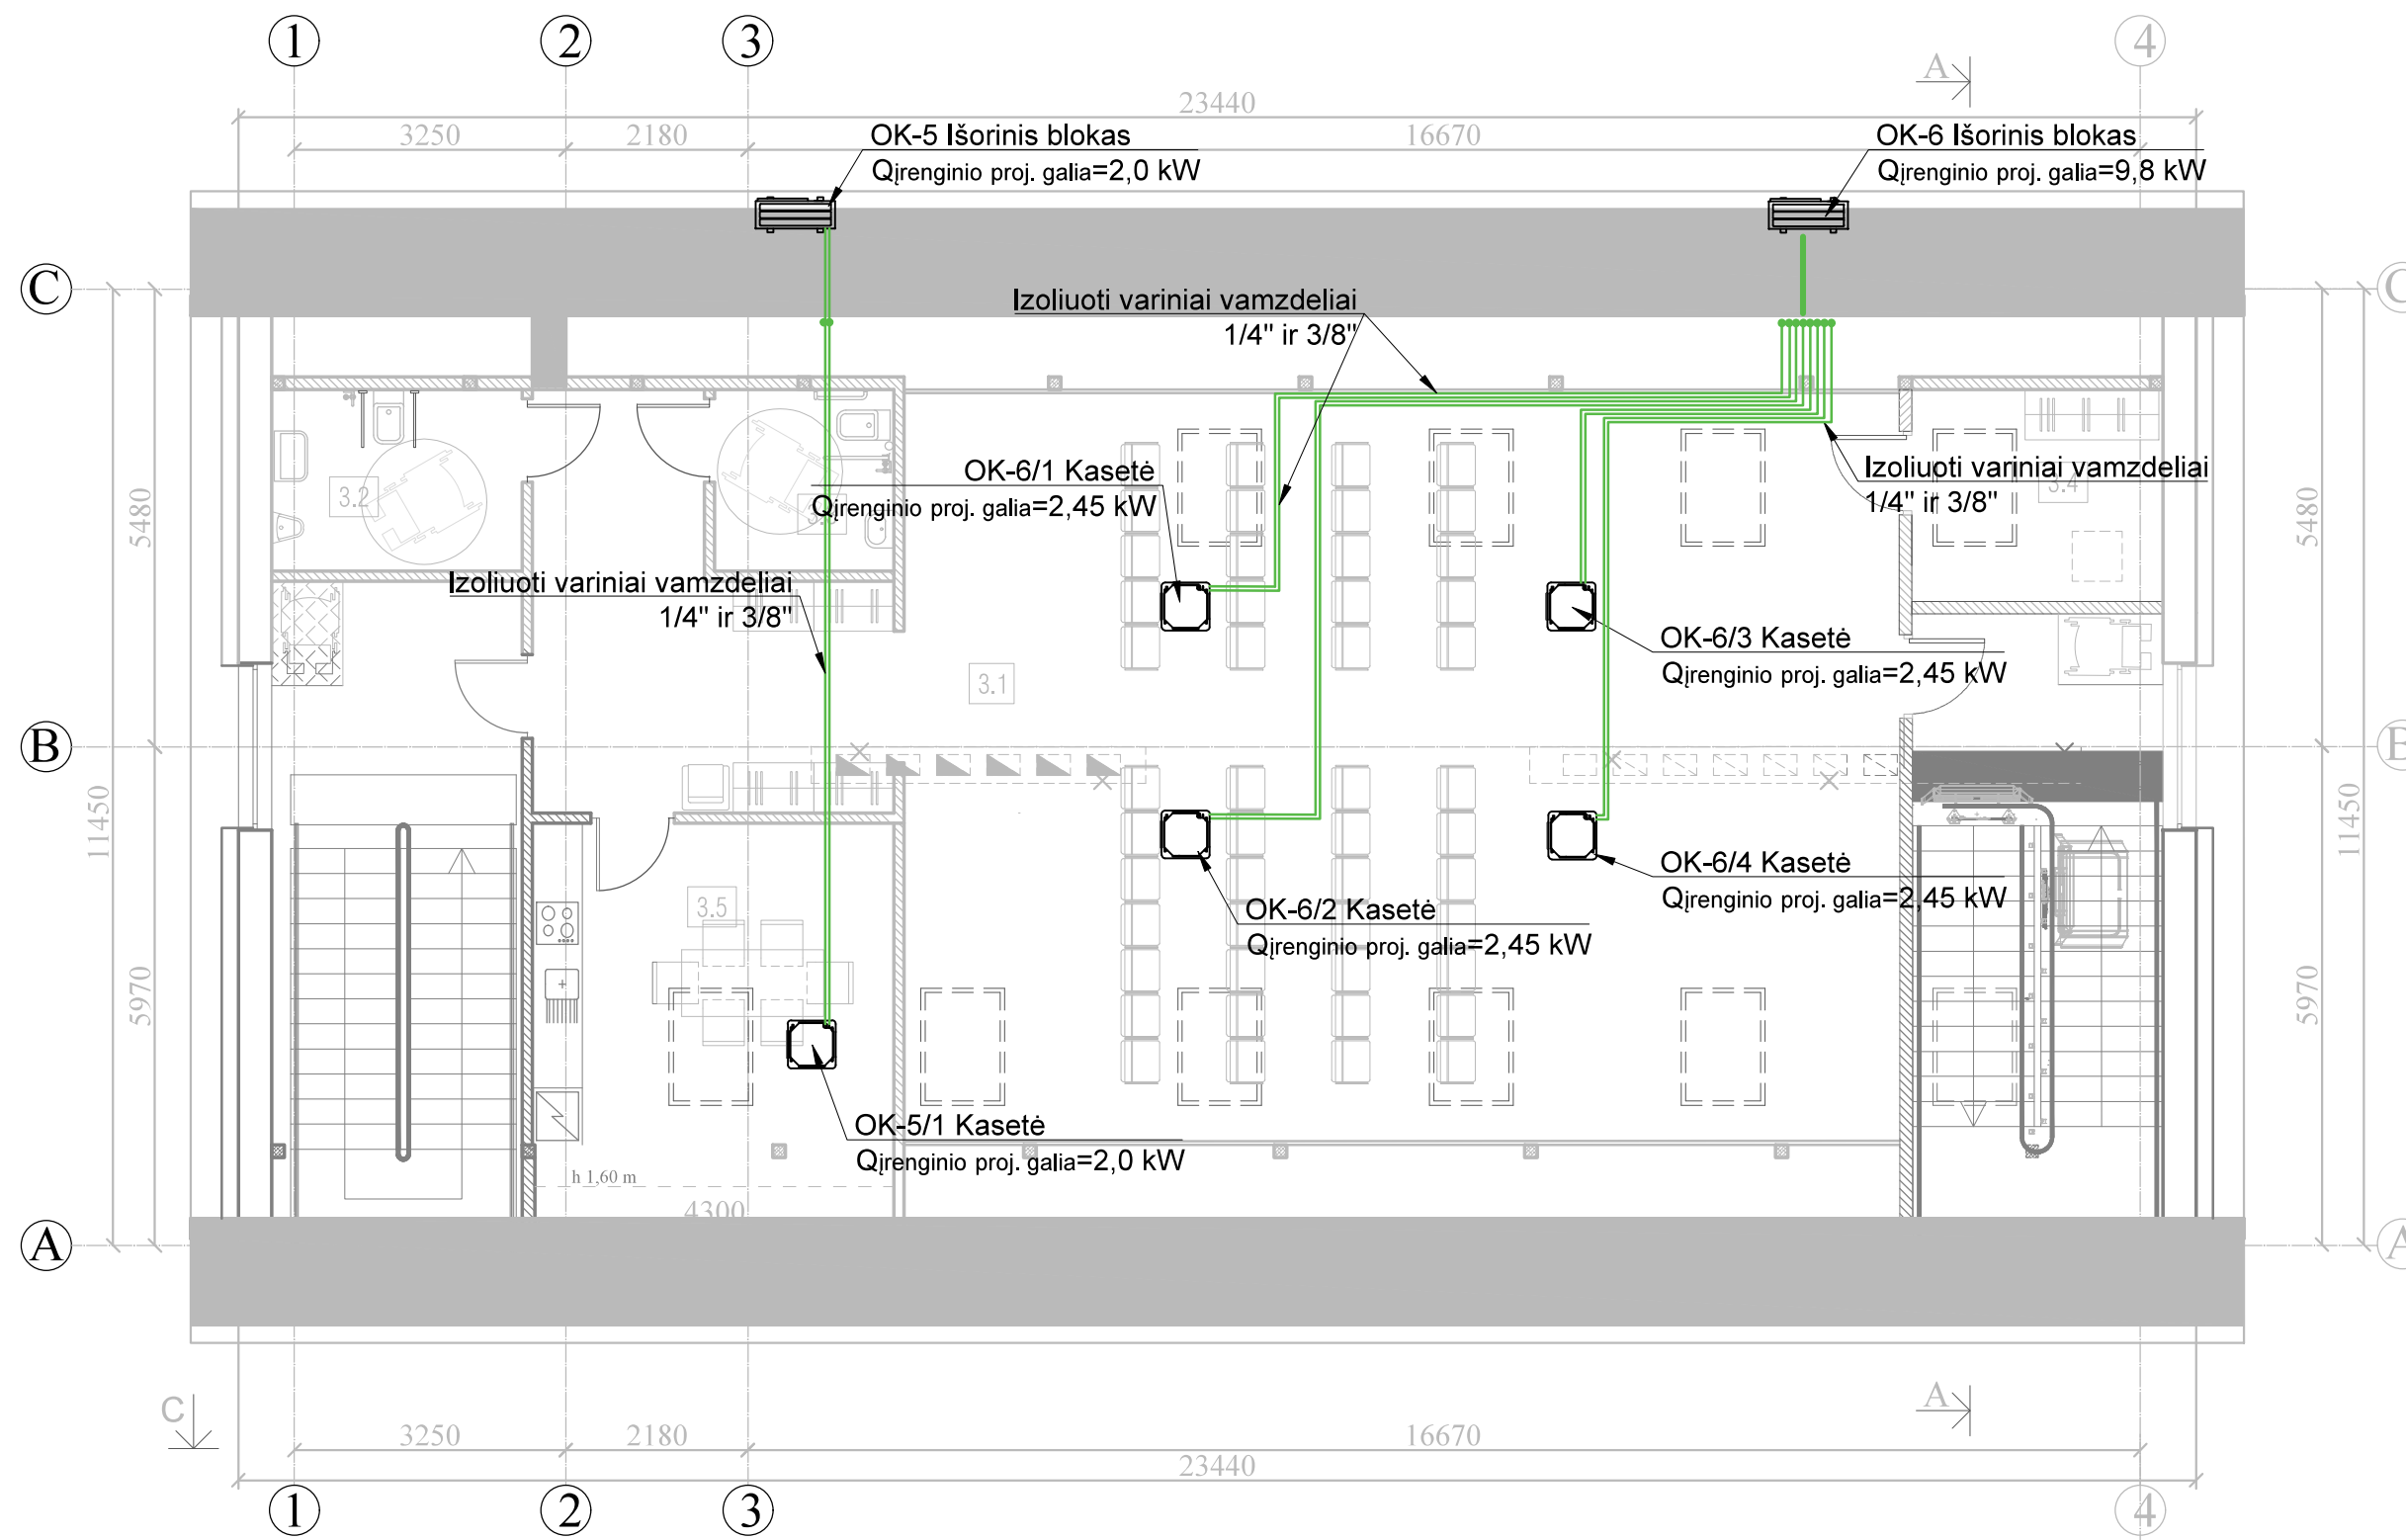 1
2
3
4
A
23440
3250
2180
16670
OK-5 Išorinis blokas
Qįrenginio proj. galia=2,0 kW
OK-6 Išorinis blokas
Qįrenginio proj. galia=9,8 kW
C
C
Izoliuoti variniai vamzdeliai
1/4" ir 3/8"
OK-6/1 Kasetė
Qįrenginio proj. galia=2,45 kW
Izoliuoti variniai vamzdeliai
1/4" ir 3/8"
3.2
3.4
5480
5480
Izoliuoti variniai vamzdeliai
1/4" ir 3/8"
OK-6/3 Kasetė
Qįrenginio proj. galia=2,45 kW
3.1
B
B
11450
11450
OK-6/4 Kasetė
Qįrenginio proj. galia=2,45 kW
3.5
OK-6/2 Kasetė
Qįrenginio proj. galia=2,45 kW
5970
5970
OK-5/1 Kasetė
Qįrenginio proj. galia=2,0 kW
h 1,60 m
4300
A
A
C
A
3250
2180
16670
23440
1
2
3
4